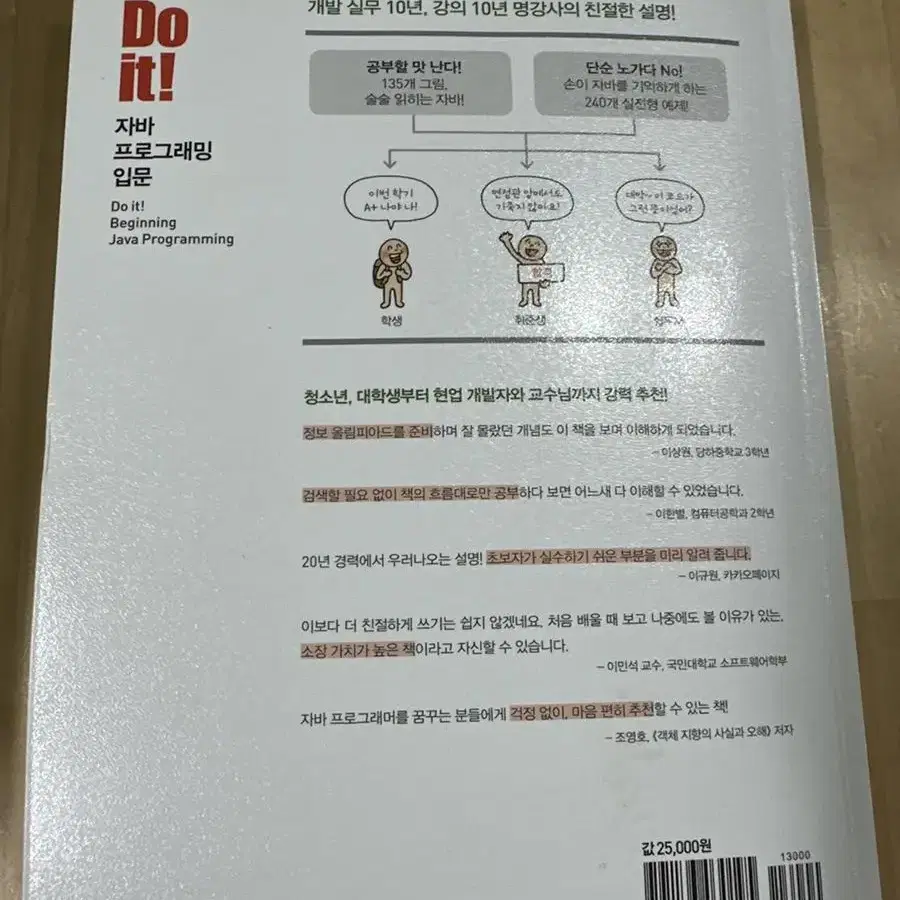 Do
it!
자바
프로그래밍
입문
Do it!
Beginning
Java Programming
개발 실무 10년, 강의 10년 명강사의 친절한 설명!
공부할 맛 난다!
135개 그림,
술술 읽히는 자바!
단순 노가다 No!
손이 자바를 기억하게 하는
240개 실전형 예제!
이번 학기
A+ 나야 나!
면접관 앞에서도
기죽지 않아요!
대박~ 이 코드가
그런 뜻이었어?
학생
합격
취준생
청소년, 대학생부터 현업 개발자와 교수님까지 강력 추천!
정보 올림피아드를 준비하며 잘 몰랐던 개념도 이 책을 보며 이해하게 되었습니다.
– 이상원, 당하중학교 3학년
검색할 필요 없이 책의 흐름대로만 공부하다 보면 어느새 다 이해할 수 있었습니다.
– 이한별, 컴퓨터공학과 2학년
20년 경력에서 우러나오는 설명! 초보자가 실수하기 쉬운 부분을 미리 알려 줍니다.
– 이규원, 카카오페이지
이보다 더 친절하게 쓰기는 쉽지 않겠네요. 처음 배울 때 보고 나중에도 볼 이유가 있는,
소장 가치가 높은 책이라고 자신할 수 있습니다.
– 이민석 교수, 국민대학교 소프트웨어학부
자바 프로그래머를 꿈꾸는 분들에게 걱정 없이, 마음 편히 추천할 수 있는 책!
– 조영호, 《객체 지향의 사실과 오해》 저자
값 25,000원
13000